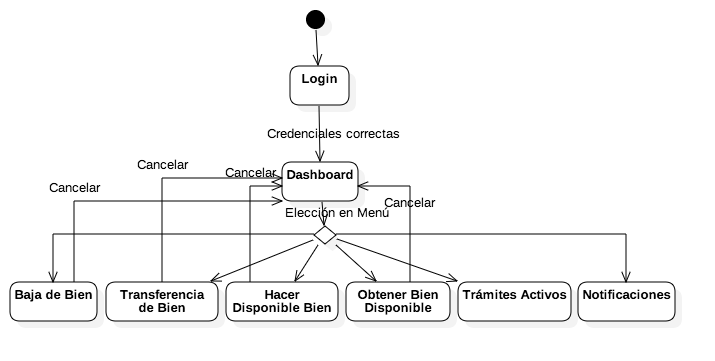 Login
Credenciales correctas
Cancelar
Cancelar
Dashboard
Cancelar
Cancelar
Elección en Menú
Baja de Bien
Transferencia
de Bien
Hacer
Disponible Bien
Obtener Bien
Disponible
Trámites Activos
Notificaciones